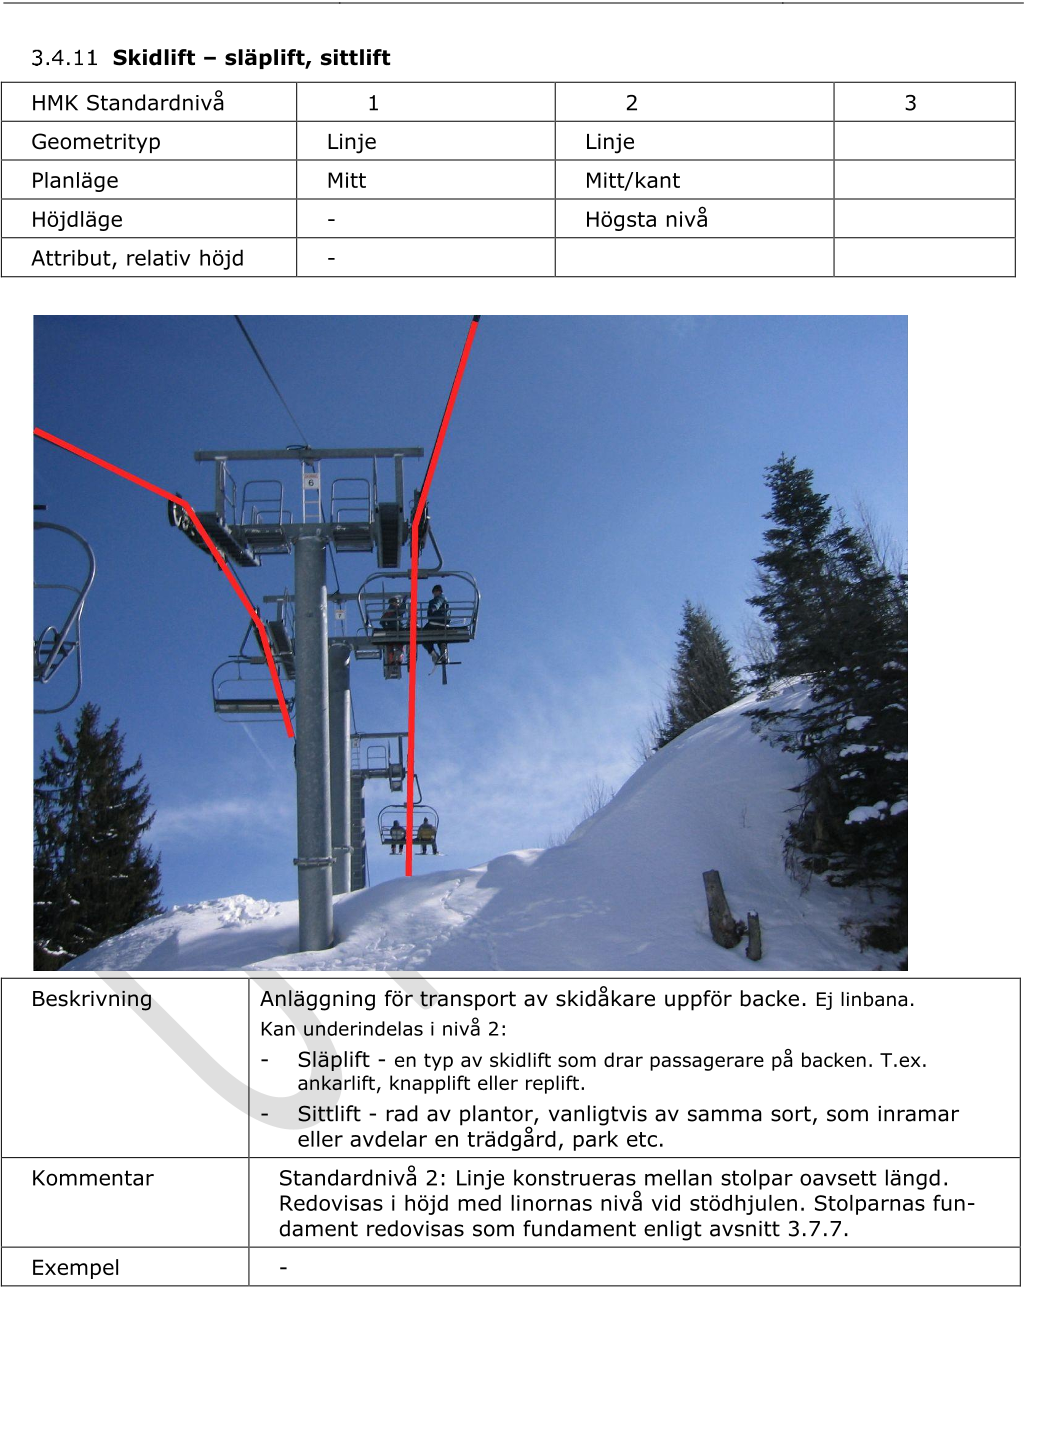 3.4.11 Skidlift – släplift, sittlift
HMK Standardnivå 1 2 3
Geometrityp Linje Linje
Planläge Mitt Mitt/kant
Höjdläge - Högsta nivå
Attribut, relativ höjd -
6
7
Beskrivning Anläggning för transport av skidåkare uppför backe. Ej linbana.
Kan underindelas i nivå 2:
- Släplift - en typ av skidlift som drar passagerare på backen. T.ex.
ankarlift, knapplift eller replift.
- Sittlift - rad av plantor, vanligtvis av samma sort, som inramar
eller avdelar en trädgård, park etc.
Kommentar Standardnivå 2: Linje konstrueras mellan stolpar oavsett längd.
Redovisas i höjd med linornas nivå vid stödhjulen. Stolparnas fun-
dament redovisas som fundament enligt avsnitt 3.7.7.
Exempel -